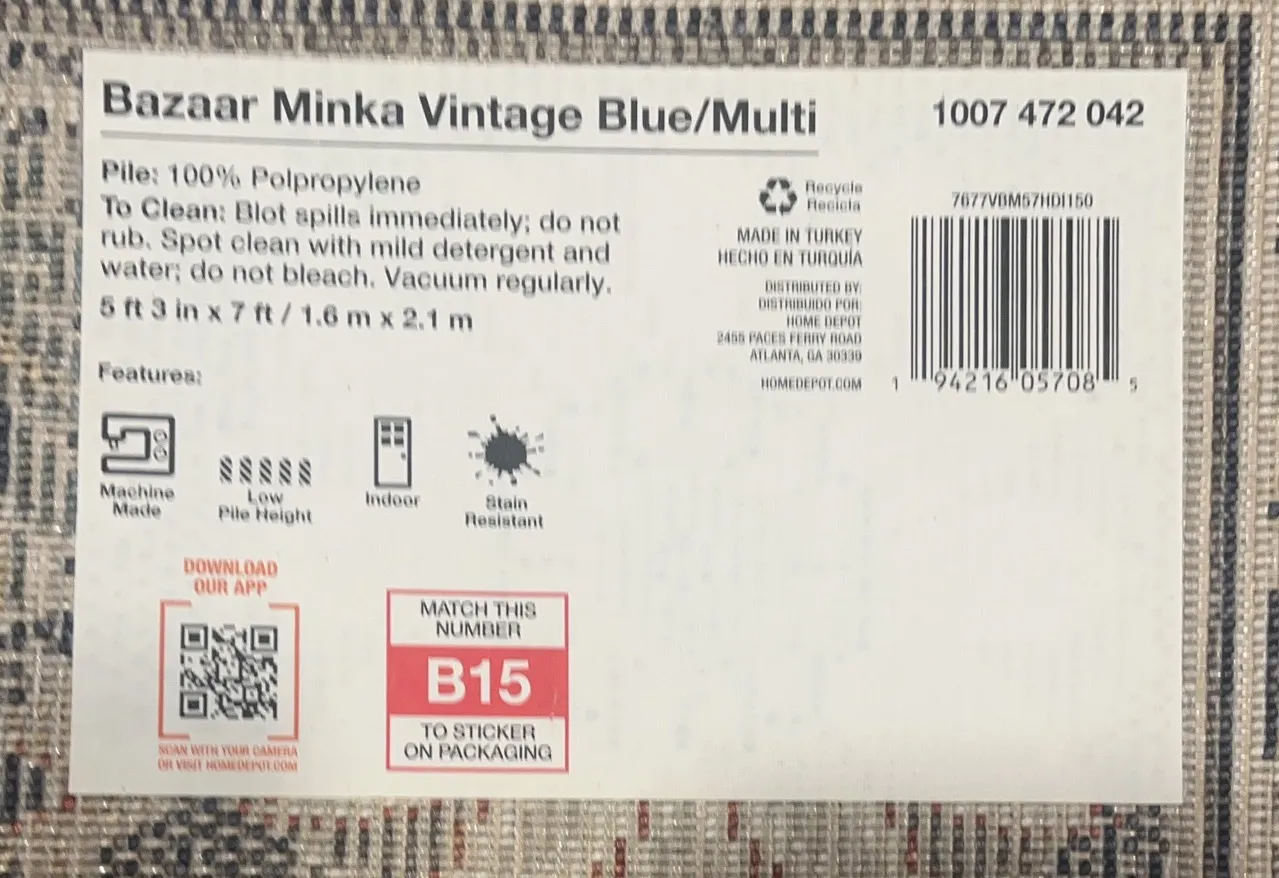 Bazaar Minka Vintage Blue/Multi
1007 472 042
Pile: 100% Polpropylene
To Clean: Blot spills immediately; do not
rub. Spot clean with mild detergent and
water; do not bleach. Vacuum regularly.
5 ft 3 in x 7 ft / 1.6 m x 2.1 m
Recycle
Recicla
MADE IN TURKEY
HECHO EN TURQUÍA
DISTRIBUTED BY:
DISTRIBUIDO POR:
HOME DEPOT
2455 PACES FERRY ROAD
ATLANTA, GA 30339
HOMEDEPOT.COM
7677VBM57HDI150
1 94216 05708 5
Features:
Machine
Made
Low
Pile Height
Indoor
Stain
Resistant
DOWNLOAD
OUR APP
SCAN WITH YOUR CAMERA
OR VISIT HOMEDEPOT.COM
MATCH THIS
NUMBER
B15
TO STICKER
ON PACKAGING